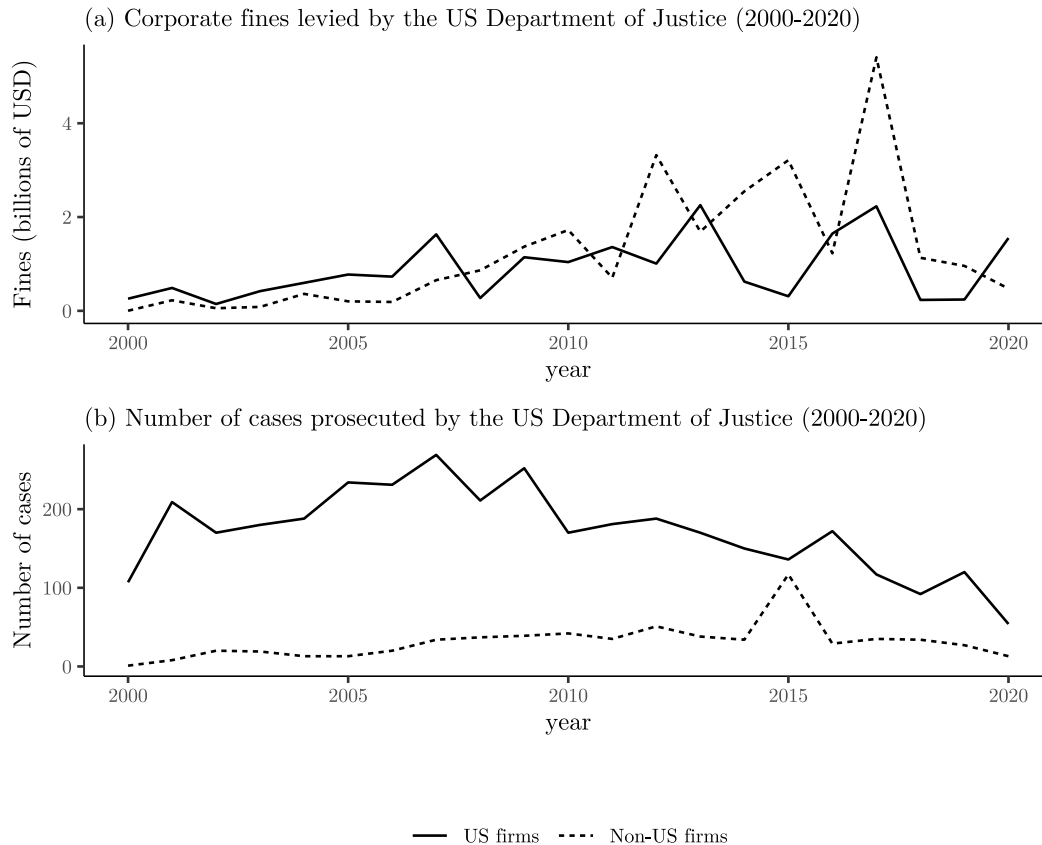 (a) Corporate fines levied by the US Department of Justice (2000-2020)
Fines (billions of USD)
4
2
0
2000 2005 2010 2015 2020
year
(b) Number of cases prosecuted by the US Department of Justice (2000-2020)
Number of cases
200
100
0
2000 2005 2010 2015 2020
year
US firms Non-US firms